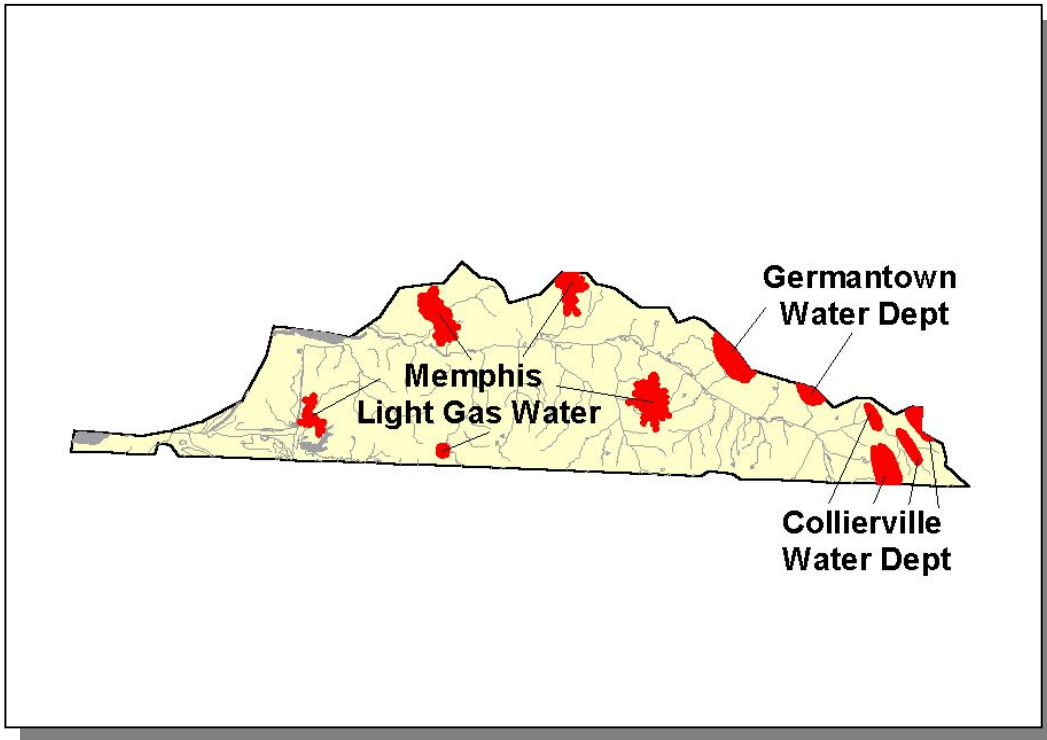 Germantown
Water Dept
Memphis
Light Gas Water
Collierville
Water Dept